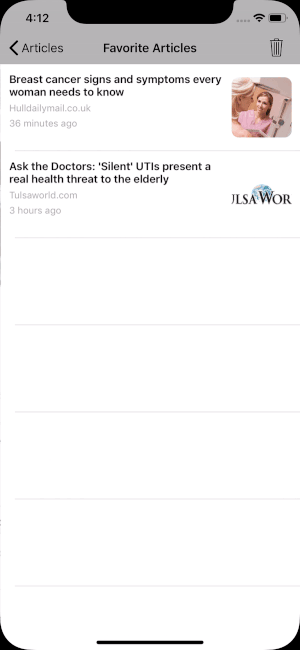 4:12
Articles
Favorite Articles
Breast cancer signs and symptoms every
woman needs to know
Hulldailymail.co.uk
36 minutes ago
Ask the Doctors: 'Silent' UTIs present a
real health threat to the elderly
Tulsaworld.com
3 hours ago
ULSA WOR